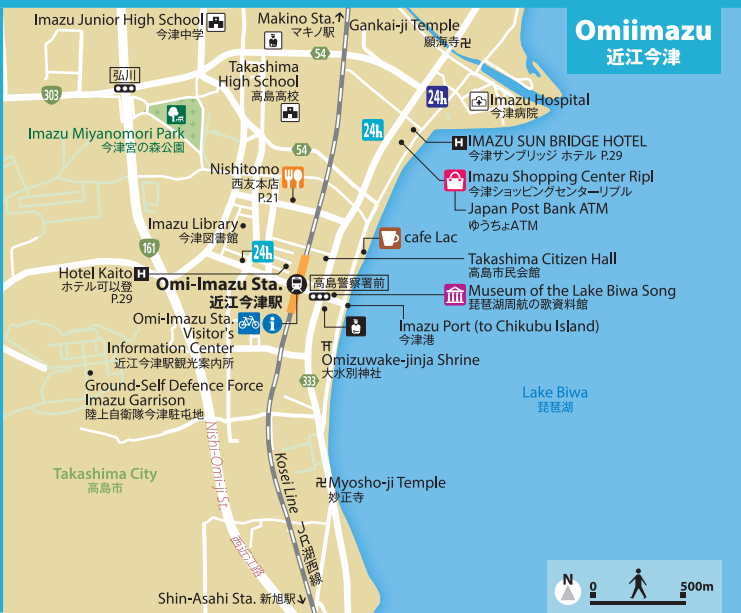 Omiimazu
近江今津
Imazu Junior High School
今津中学
Makino Sta.
マキノ駅
Gankai-ji Temple
願海寺卍
54
Takashima
High School
高島高校
弘川
303
24h
Imazu Hospital
今津病院
Imazu Miyanomori Park
今津宮の森公園
24h
H IMAZU SUN BRIDGE HOTEL
今津サンブリッジ ホテル P.29
54
Nishitomo
西友本店
P.21
Imazu Shopping Center Ripl
今津ショッピングセンターリブル
Japan Post Bank ATM
ゆうちょATM
Imazu Library
今津図書館
cafe Lac
161
24h
Takashima Citizen Hall
高島市民会館
Hotel Kaito H
ホテル可以登
P.29
Omi-Imazu Sta.
近江今津駅
高島警察署前
Museum of the Lake Biwa Song
琵琶湖周航の歌資料館
Omi-Imazu Sta.
Visitor's
Information Center
近江今津駅観光案内所
i
Imazu Port (to Chikubu Island)
今津港
Omizuwake-jinja Shrine
大水別神社
333
Ground-Self Defence Force
Imazu Garrison
陸上自衛隊今津駐屯地
Lake Biwa
琵琶湖
Nishi-Omi-ji St.
西近江路
Takashima City
高島市
Kosei Line
JR湖西線
卍Myosho-ji Temple
妙正寺
Shin-Asahi Sta. 新旭駅
N
0
500m